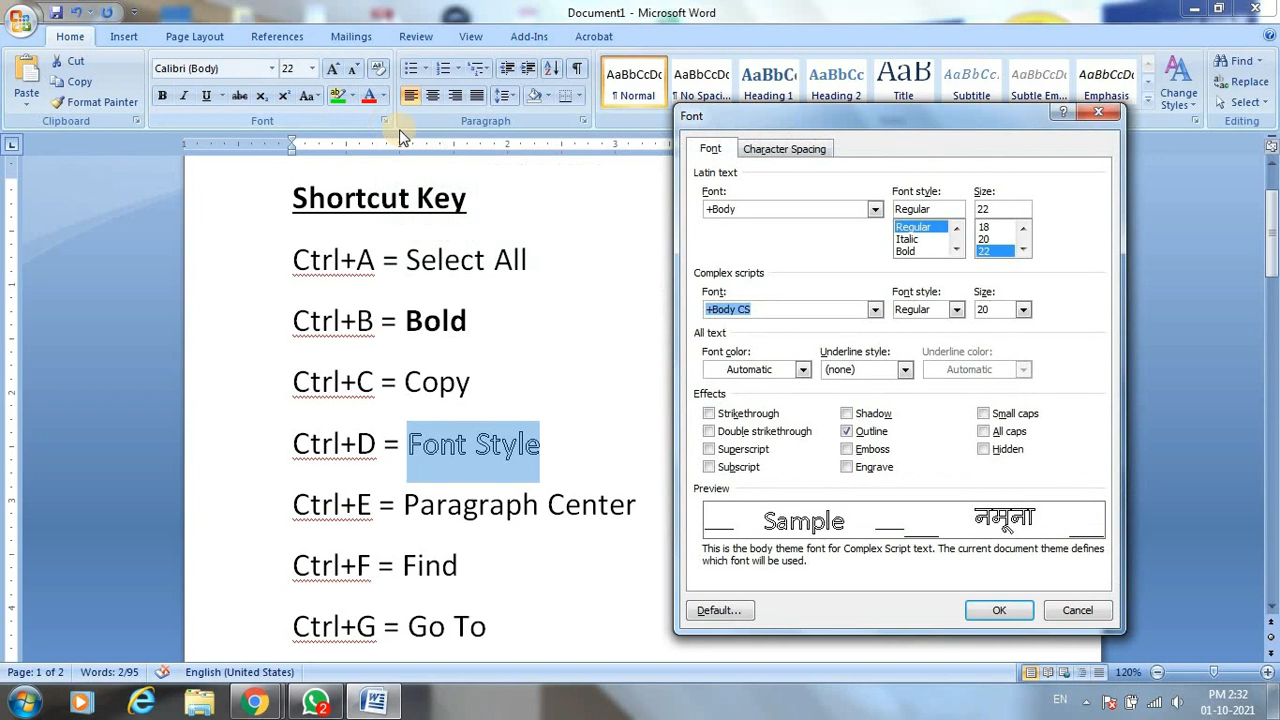 Document1 - Microsoft Word
Home Insert Page Layout References Mailings Review View Add-Ins Acrobat
Paste
Cut
Copy
Format Painter
Clipboard
Calibri (Body) 22
Font
Paragraph
AaBbCcDc AaBbCcDc AaBbCc AaBbCc AaB AaBbCc AaBbCcDc AaBbCcDc
¶ Normal ¶ No Spaci... Heading 1 Heading 2 Title Subtitle Subtle Em... Emphasis
Change Styles
Find
Replace
Select
Editing
1 2 3
1
2
3
4
Shortcut Key
Ctrl+A = Select All
Ctrl+B = Bold
Ctrl+C = Copy
Ctrl+D = Font Style
Ctrl+E = Paragraph Center
Ctrl+F = Find
Ctrl+G = Go To
Font
Font Character Spacing
Latin text
Font: Font style: Size:
+Body Regular 22
Regular 18
Italic 20
Bold 22
Complex scripts
Font: Font style: Size:
+Body CS Regular 20
All text
Font color: Underline style: Underline color:
Automatic (none) Automatic
Effects
Strikethrough Shadow Small caps
Double strikethrough Outline All caps
Superscript Emboss Hidden
Subscript Engrave
Preview
Sample नमूना
This is the body theme font for Complex Script text. The current document theme defines
which font will be used.
Default... OK Cancel
Page: 1 of 2 Words: 2/95 English (United States) 120%
2
EN
PM 2:32
01-10-2021